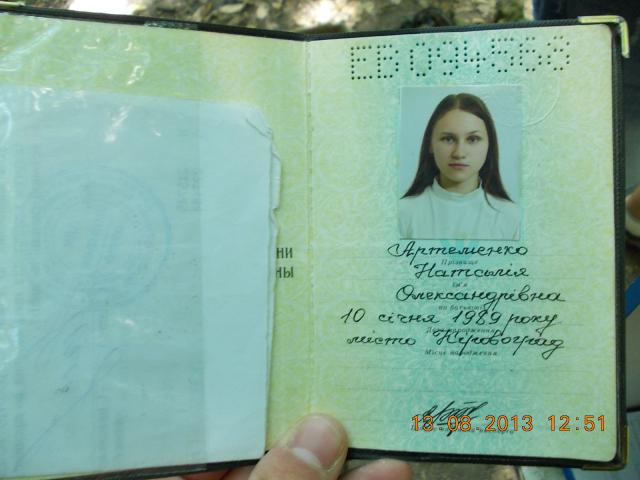 НИ
НЫ
ЕВ094568
Артеменко
Прізвище
Наталія
Ім'я
Олександрівна
по батькові
10 січня 1989 року
Дата народження
місто Кіровоград
Місце народження
13.08.2013 12:51